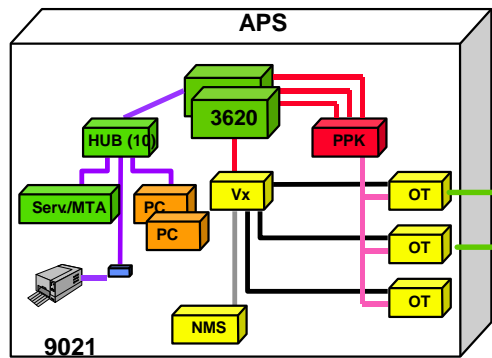 APS
3620
HUB (10)
PPK
Serv./MTA
PC
PC
Vx
OT
OT
OT
NMS
9021